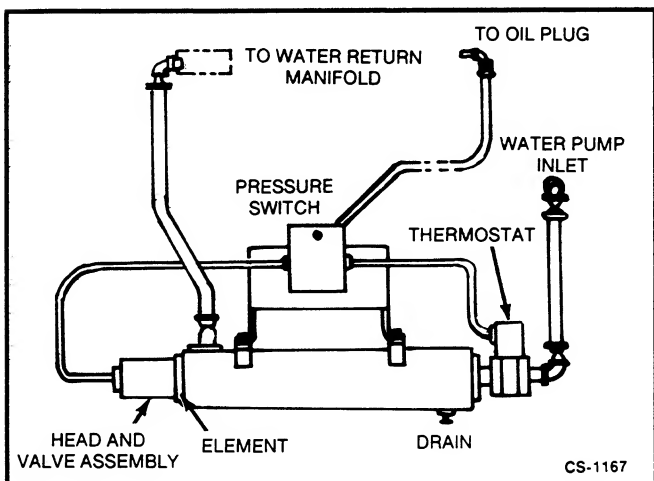 TO WATER RETURN
MANIFOLD
TO OIL PLUG
WATER PUMP
INLET
PRESSURE
SWITCH
THERMOSTAT
HEAD AND
VALVE ASSEMBLY
ELEMENT
DRAIN
CS-1167